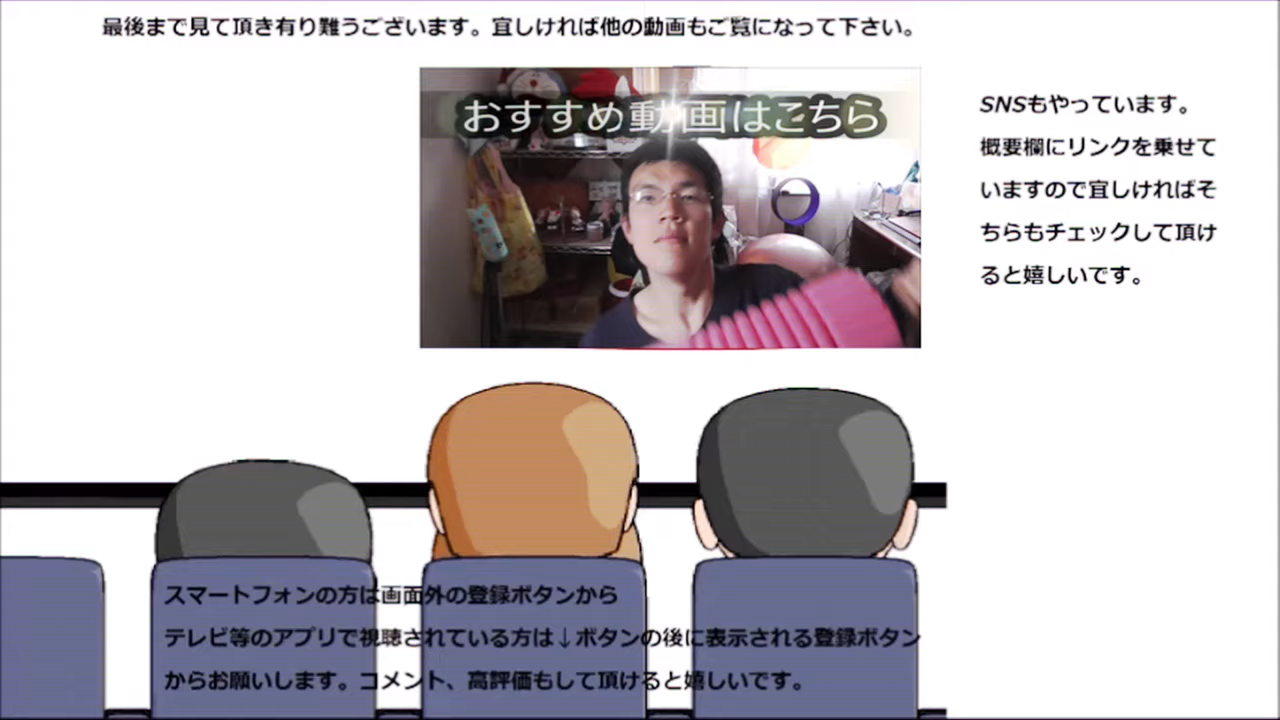 最後まで見て頂き有り難うございます。宜しければ他の動画もご覧になって下さい。
おすすめ動画はこちら
SNSもやっています。
概要欄にリンクを乗せて
いますので宜しければそ
ちらもチェックして頂け
ると嬉しいです。
スマートフォンの方は画面外の登録ボタンから
テレビ等のアプリで視聴されている方は↓ボタンの後に表示される登録ボタン
からお願いします。コメント、高評価もして頂けると嬉しいです。